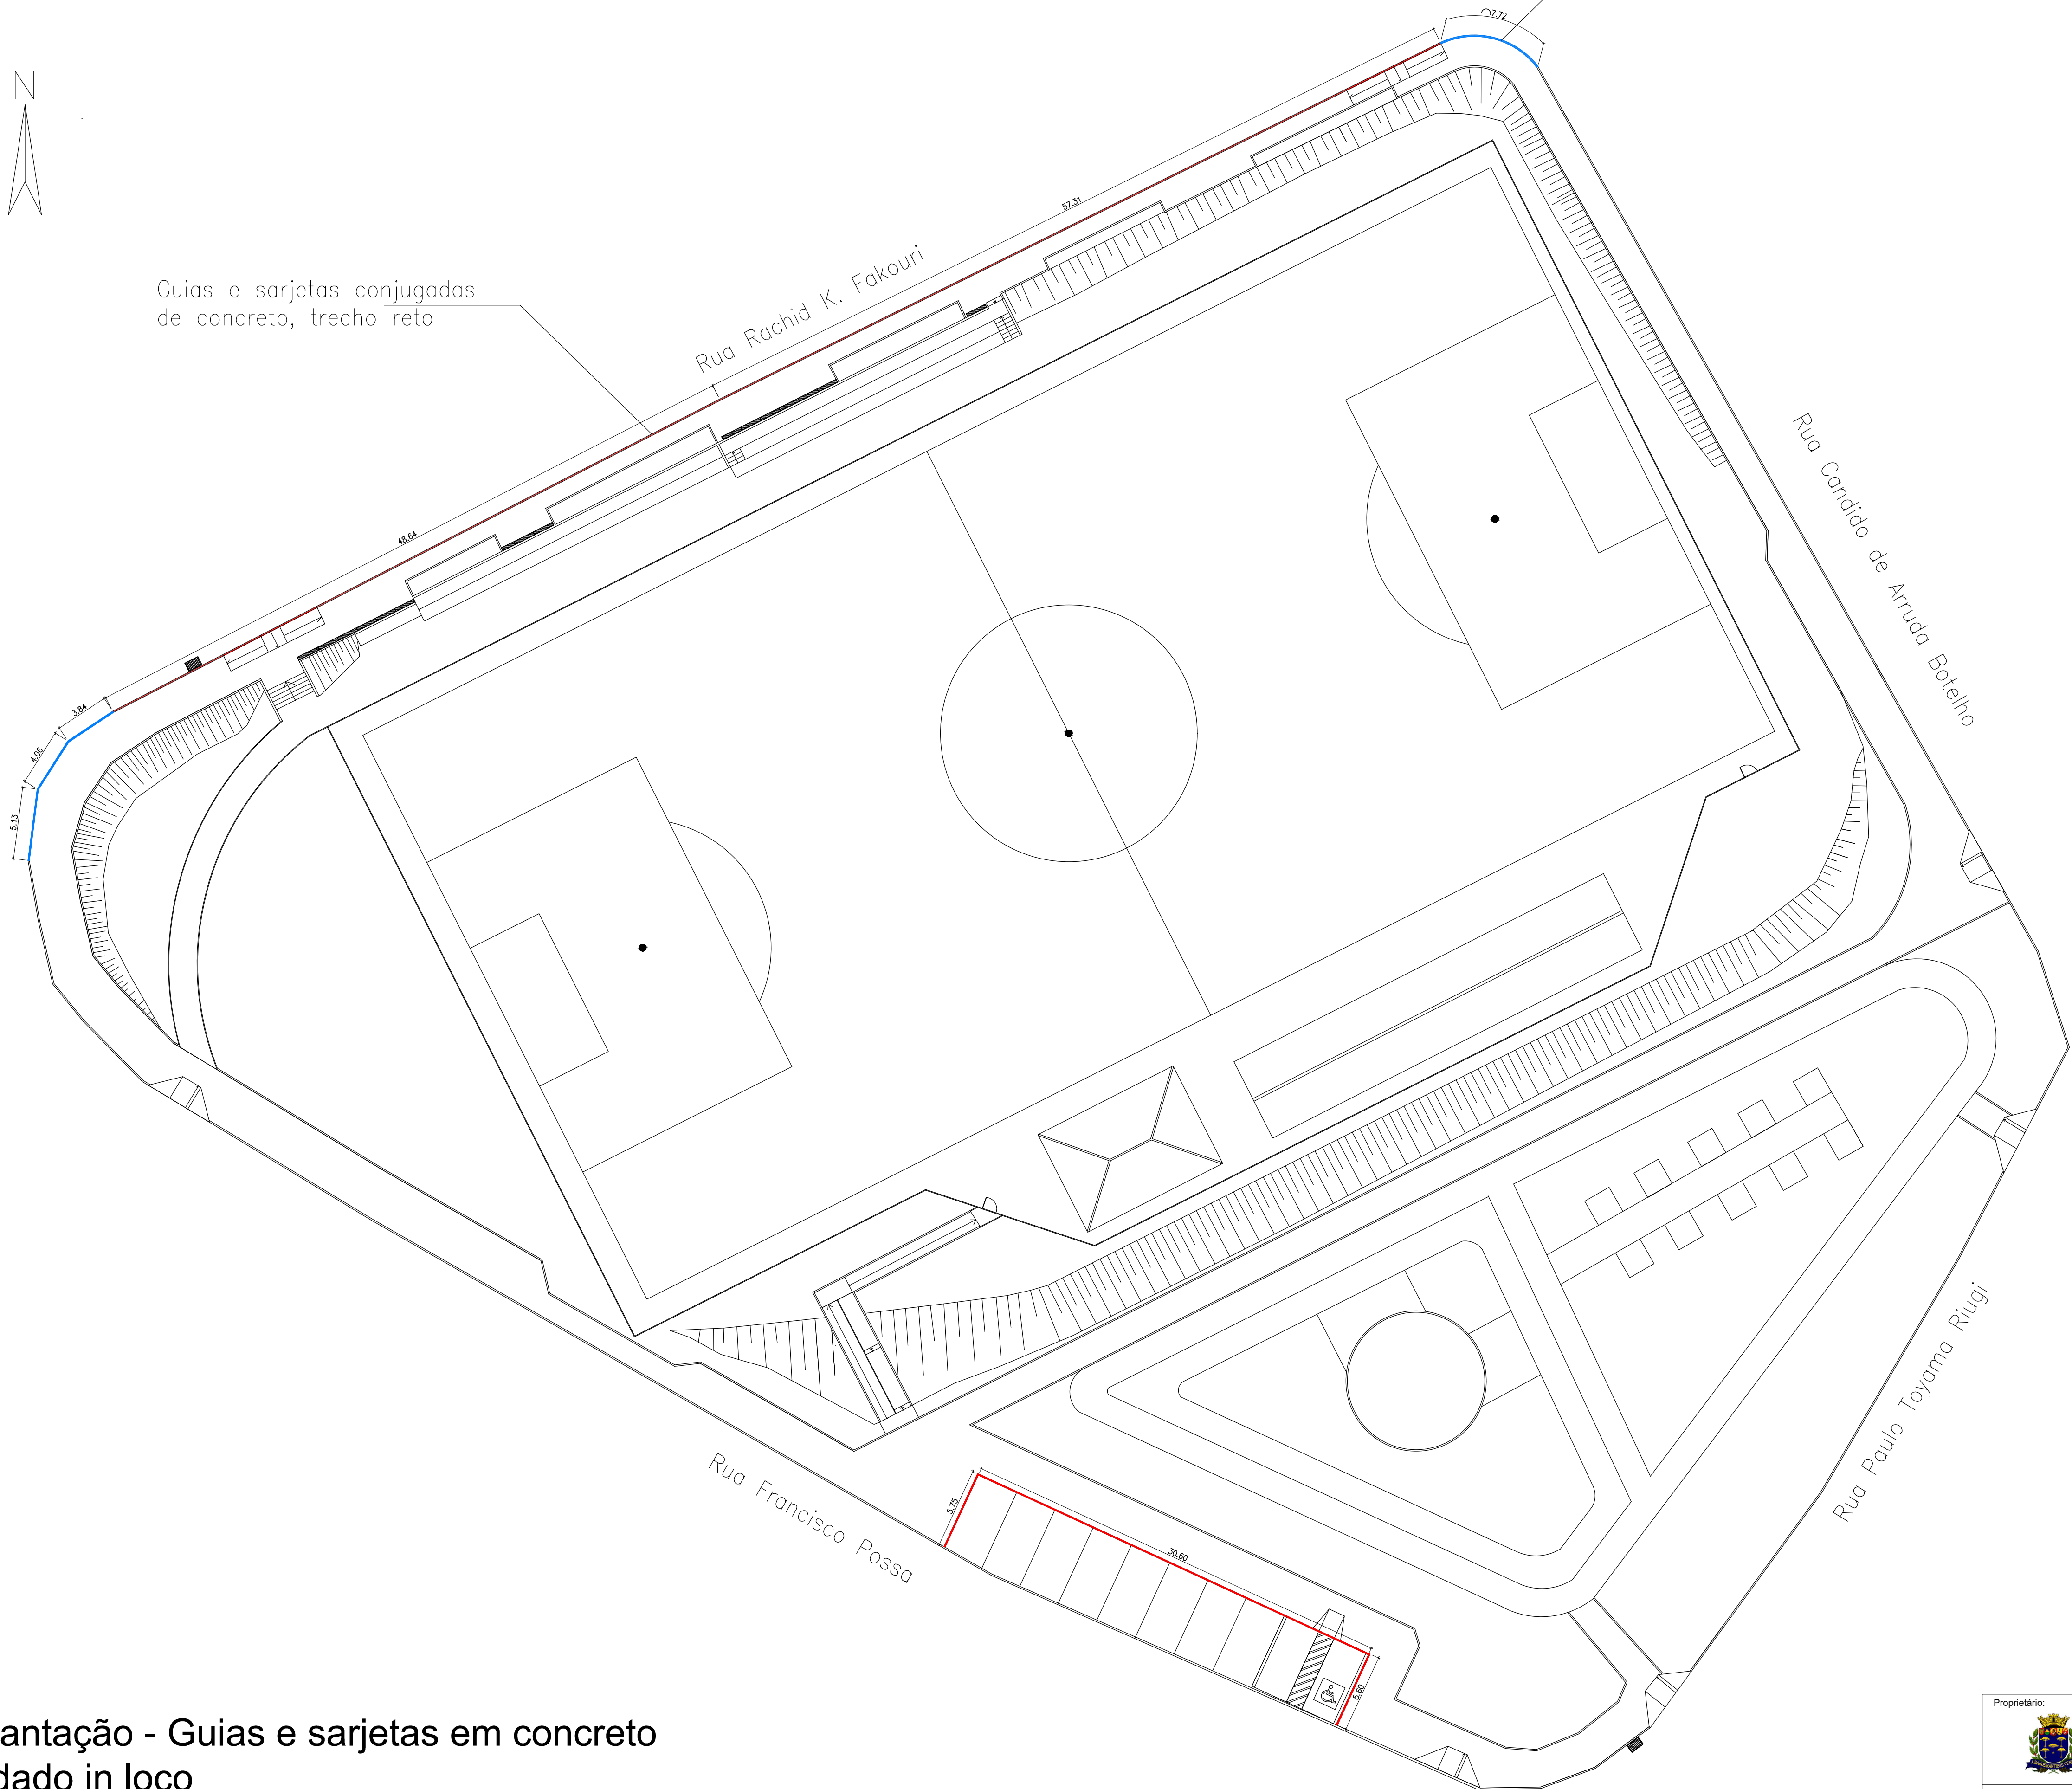 7.72
N
57.31
Guias e sarjetas conjugadas
de concreto, trecho reto
Rua Rachid K. Fakouri
48.64
Rua Candido de Arruda Botelho
3.84
4.06
5.13
Rua Paulo Toyama Riugi
Rua Francisco Possa
5.75
30.60
5.60
Proprietário:
antação - Guias e sarjetas em concreto
dado in loco